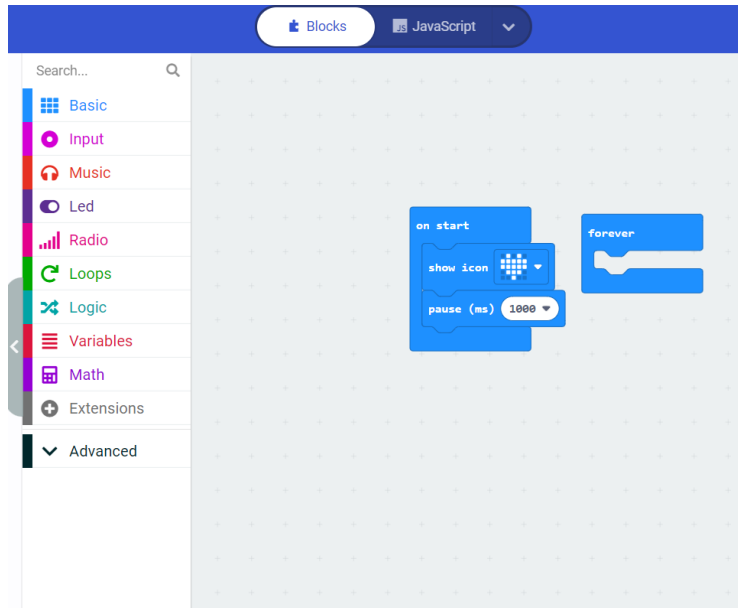 Blocks
JS JavaScript
Search...
Basic
Input
Music
Led
Radio
Loops
Logic
Variables
Math
Extensions
Advanced
on start
show icon
pause (ms) 1000
forever